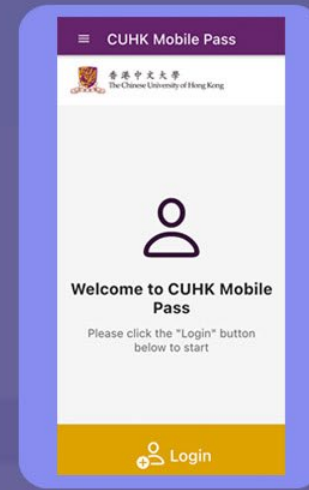 CUHK Mobile Pass
香港中文大學
The Chinese University of Hong Kong
Welcome to CUHK Mobile
Pass
Please click the "Login" button
below to start
Login